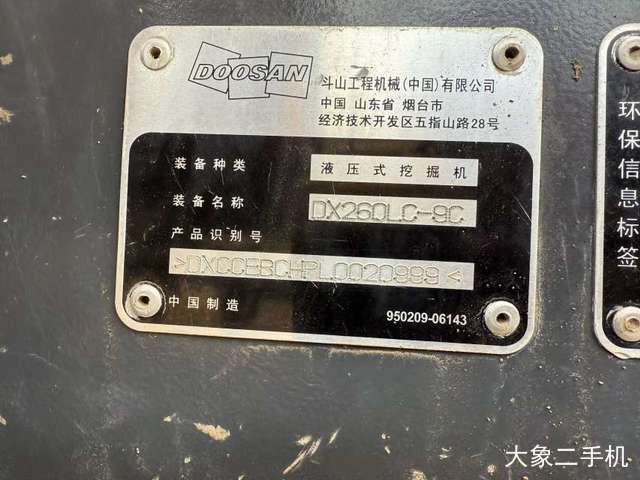 DOOSAN
斗山工程机械(中国)有限公司
中国 山东省 烟台市
经济技术开发区五指山路28号
装备种类 液压式挖掘机
装备名称 DX260LC-9C
产品识别号
>DXCCEBCHPL0020999<
中国制造 950209-06143
环保信息标签
大象二手机